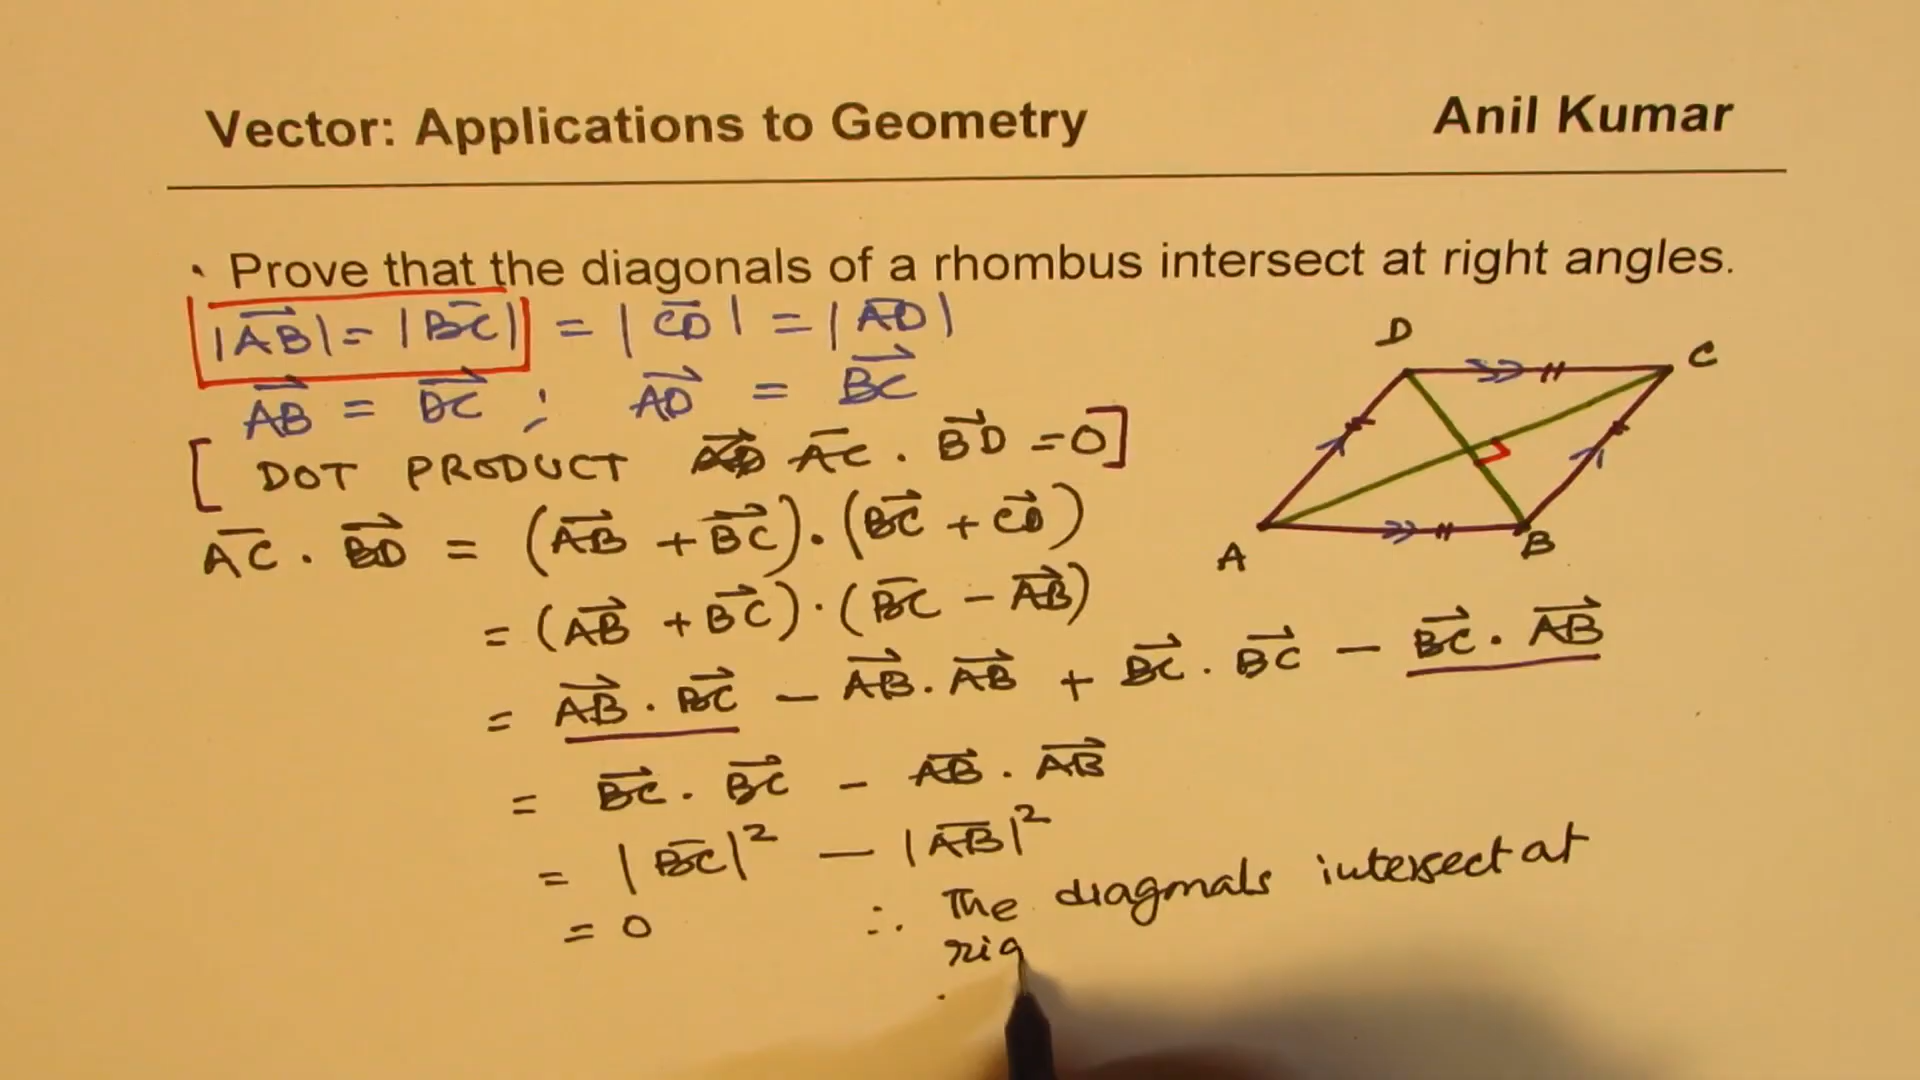 Vector: Applications to Geometry Anil Kumar
· Prove that the diagonals of a rhombus intersect at right angles.
|AB| = |BC| = |CD| = |AD|
AB = DC ; AD = BC
[ DOT PRODUCT AC · BD = 0 ]
AC · BD = (AB + BC) · (BC + CD)
= (AB + BC) · (BC − AB)
= AB · BC − AB · AB + BC · BC − BC · AB
= BC · BC − AB · AB
= |BC|² − |AB|²
= 0 ∴ The diagonals intersect at
rig
D
C
A
B